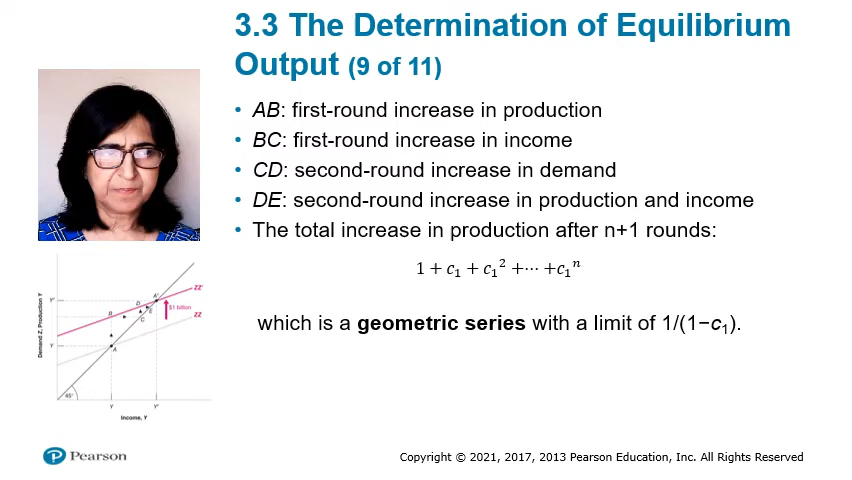 3.3 The Determination of Equilibrium
Output (9 of 11)
• AB: first-round increase in production
• BC: first-round increase in income
• CD: second-round increase in demand
• DE: second-round increase in production and income
• The total increase in production after n+1 rounds:
1 + c₁ + c₁² +⋯ +c₁ⁿ
which is a geometric series with a limit of 1/(1−c₁).
Demand Z, Production Y
Y'
Y
A'
ZZ'
D
E
$1 billion
B
C
ZZ
A
45°
Y
Y'
Income, Y
Pearson
Copyright © 2021, 2017, 2013 Pearson Education, Inc. All Rights Reserved